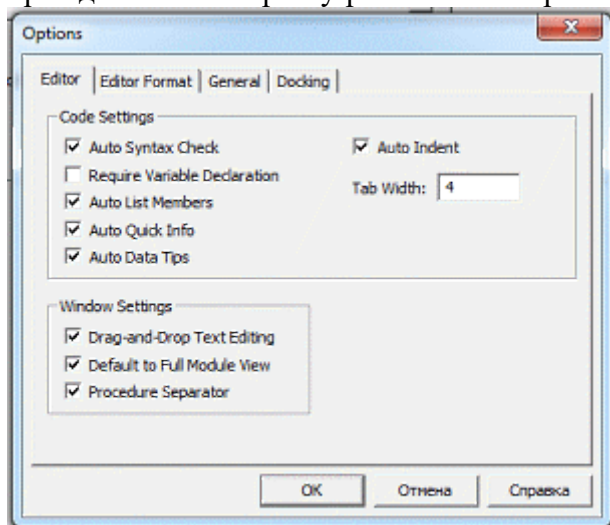 Options
Editor Editor Format General Docking
Code Settings
Auto Syntax Check
Auto Indent
Require Variable Declaration
Tab Width: 4
Auto List Members
Auto Quick Info
Auto Data Tips
Window Settings
Drag-and-Drop Text Editing
Default to Full Module View
Procedure Separator
OK Отмена Справка